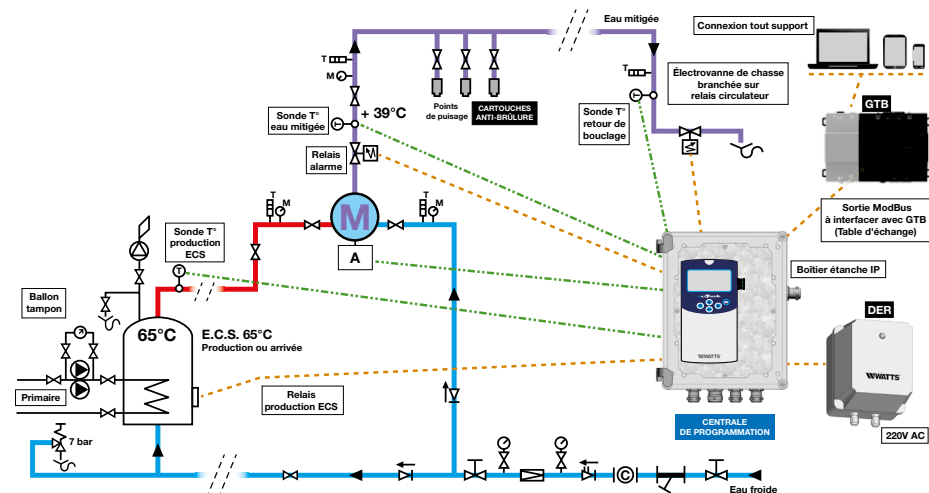 Eau mitigée
Connexion tout support
T
M
T
Électrovanne de chasse
branchée sur
relais circulateur
Points
de puisage
CARTOUCHES
ANTI-BRÛLURE
GTB
Sonde T°
eau mitigée
T
+ 39°C
T
Sonde T°
retour de
bouclage
Relais
alarme
T
M
M
T
M
Sortie ModBus
à interfacer avec GTB
(Table d'échange)
Sonde T°
production
ECS
T
A
Boîtier étanche IP
Ballon
tampon
65°C
E.C.S. 65°C
Production ou arrivée
DER
WATTS
WATTS
Primaire
Relais
production ECS
CENTRALE
DE PROGRAMMATION
220V AC
7 bar
C
Eau froide